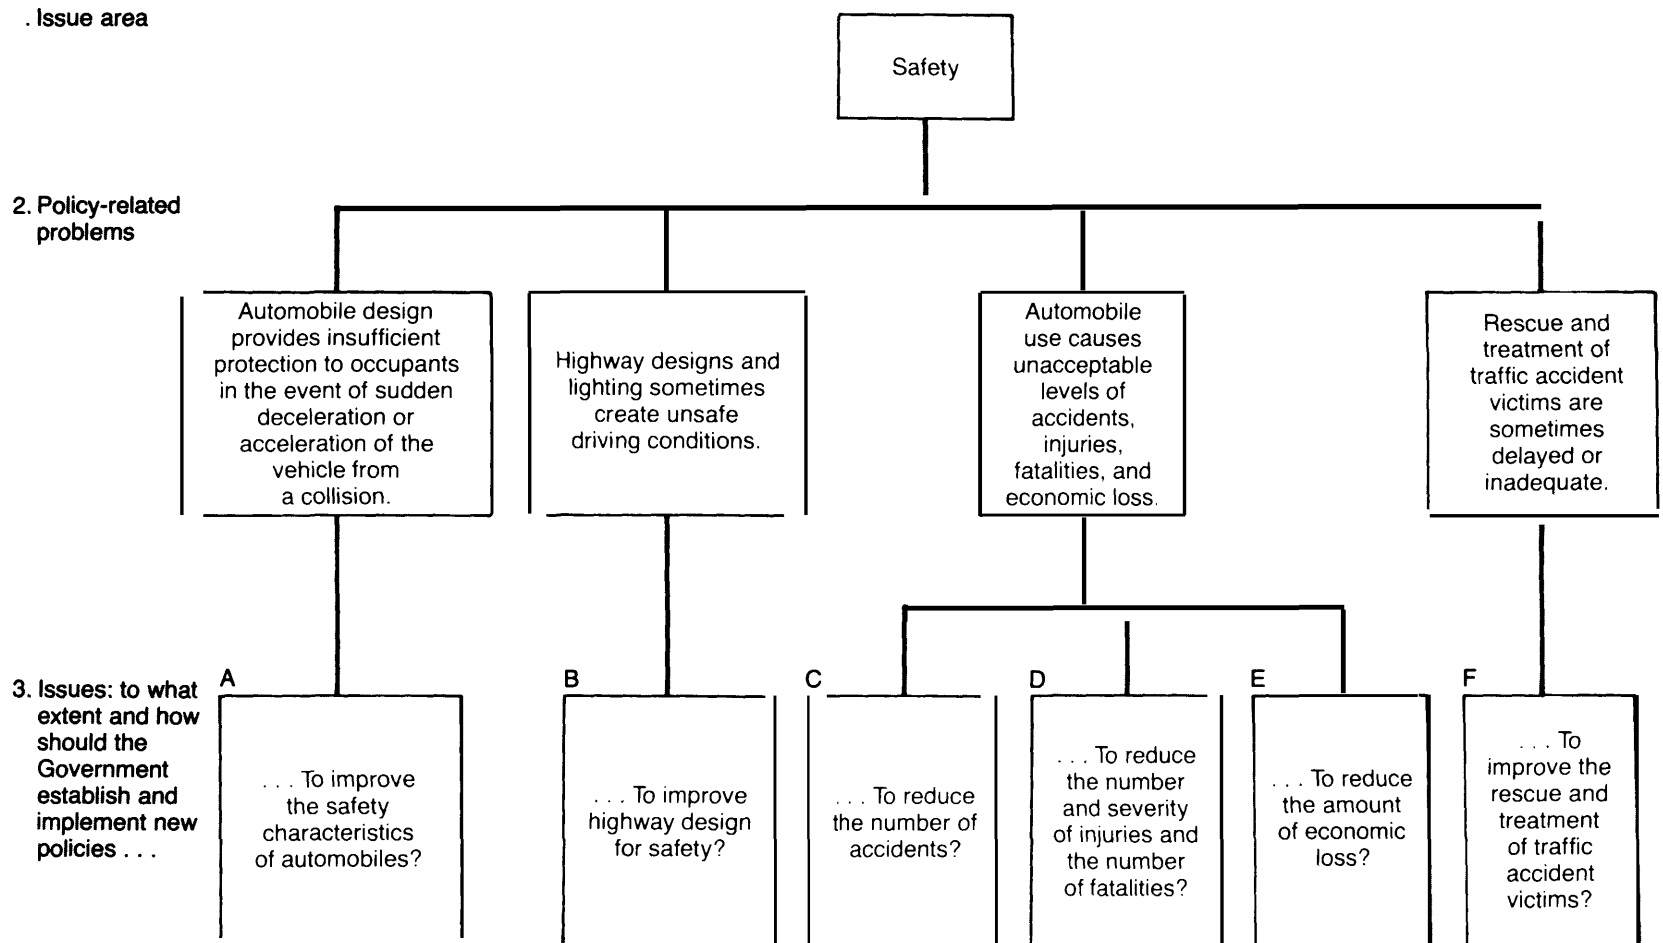 . Issue area
Safety
2. Policy-related
problems
Automobile design
provides insufficient
protection to occupants
in the event of sudden
deceleration or
acceleration of the
vehicle from
a collision.
Highway designs and
lighting sometimes
create unsafe
driving conditions.
Automobile
use causes
unacceptable
levels of
accidents,
injuries,
fatalities, and
economic loss.
Rescue and
treatment of
traffic accident
victims are
sometimes
delayed or
inadequate.
3. Issues: to what
extent and how
should the
Government
establish and
implement new
policies . . .
A
. . . To improve
the safety
characteristics
of automobiles?
B
. . . To improve
highway design
for safety?
C
. . . To reduce
the number of
accidents?
D
. . . To reduce
the number
and severity
of injuries and
the number
of fatalities?
E
. . . To reduce
the amount
of economic
loss?
F
. . . To
improve the
rescue and
treatment
of traffic
accident
victims?